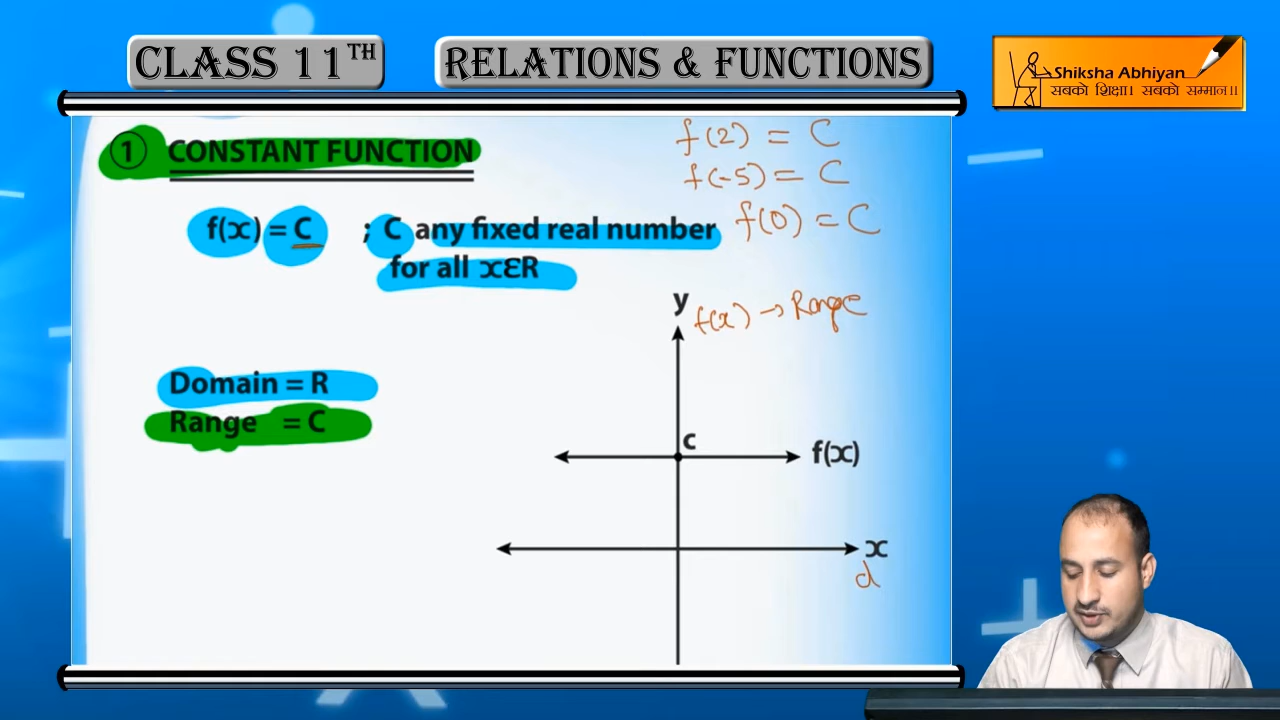 CLASS 11TH
RELATIONS & FUNCTIONS
Shiksha Abhiyan
सबको शिक्षा। सबको सम्मान।।
① CONSTANT FUNCTION
f(2) = C
f(-5) = C
f(x) = C ; C any fixed real number
f(0) = C
for all xƐR
y
f(x) → Range
Domain = R
Range = C
C
f(x)
x
d